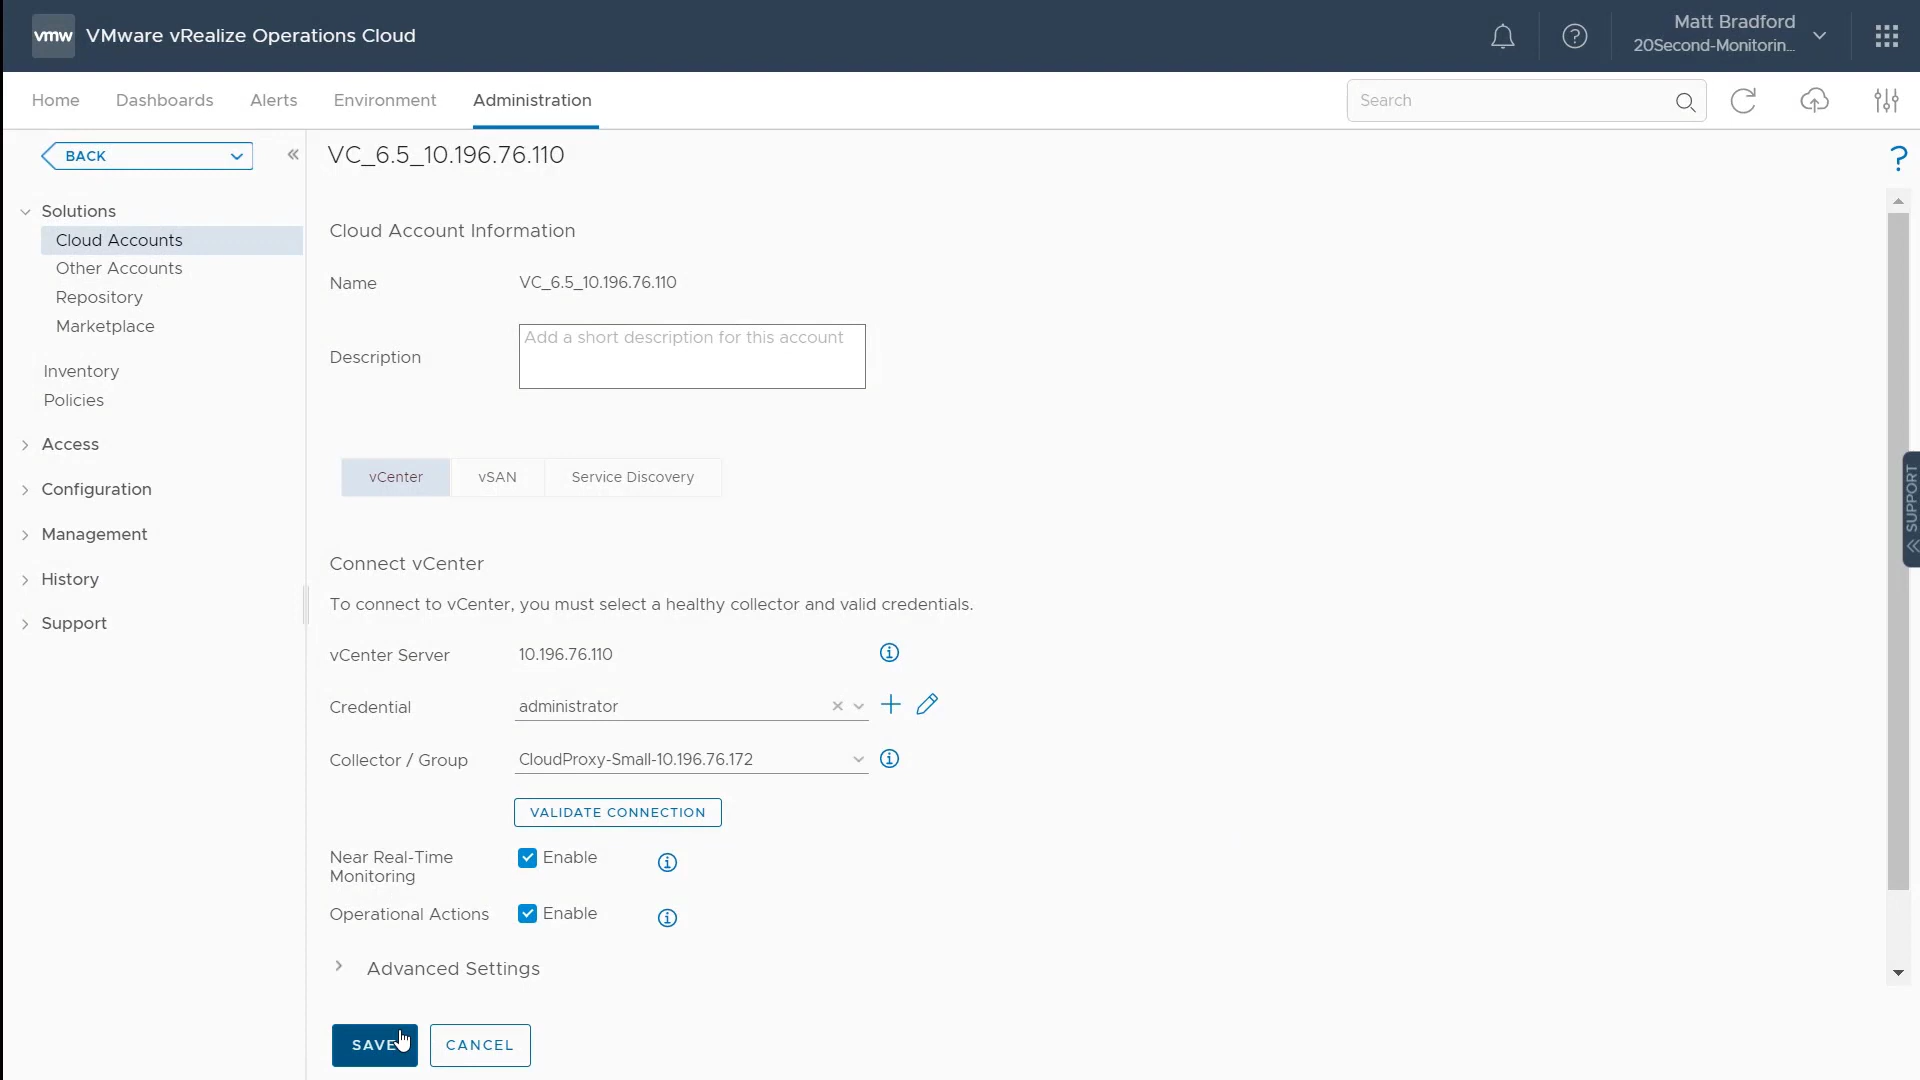 vmw VMware vRealize Operations Cloud
Matt Bradford
20Second-Monitorin...
Home Dashboards Alerts Environment Administration
Search
BACK
VC_6.5_10.196.76.110
?
Solutions
Cloud Accounts
Other Accounts
Repository
Marketplace
Inventory
Policies
Access
Configuration
Management
History
Support
Cloud Account Information
Name VC_6.5_10.196.76.110
Description Add a short description for this account
vCenter vSAN Service Discovery
SUPPORT
Connect vCenter
To connect to vCenter, you must select a healthy collector and valid credentials.
vCenter Server 10.196.76.110
Credential administrator
Collector / Group CloudProxy-Small-10.196.76.172
VALIDATE CONNECTION
Near Real-Time
Monitoring
Enable
Operational Actions Enable
Advanced Settings
SAVE CANCEL